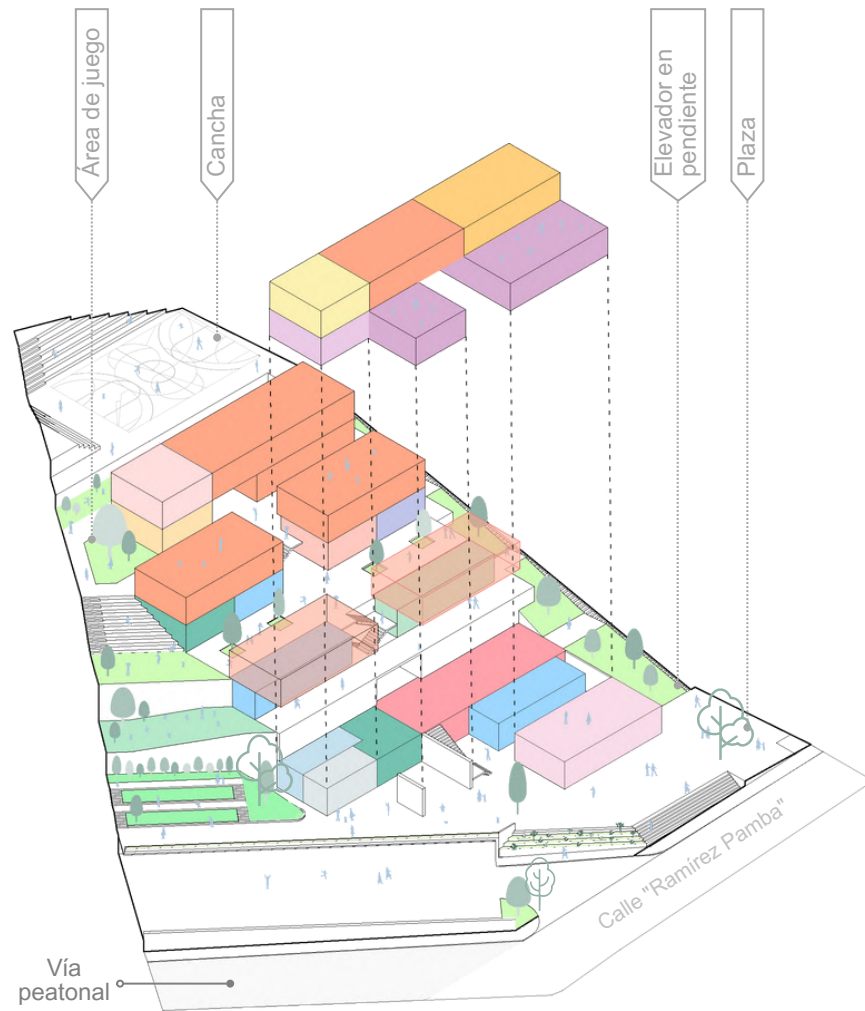 Área de juego
Cancha
Elevador en
pendiente
Plaza
Calle "Ramírez Pamba"
Vía
peatonal